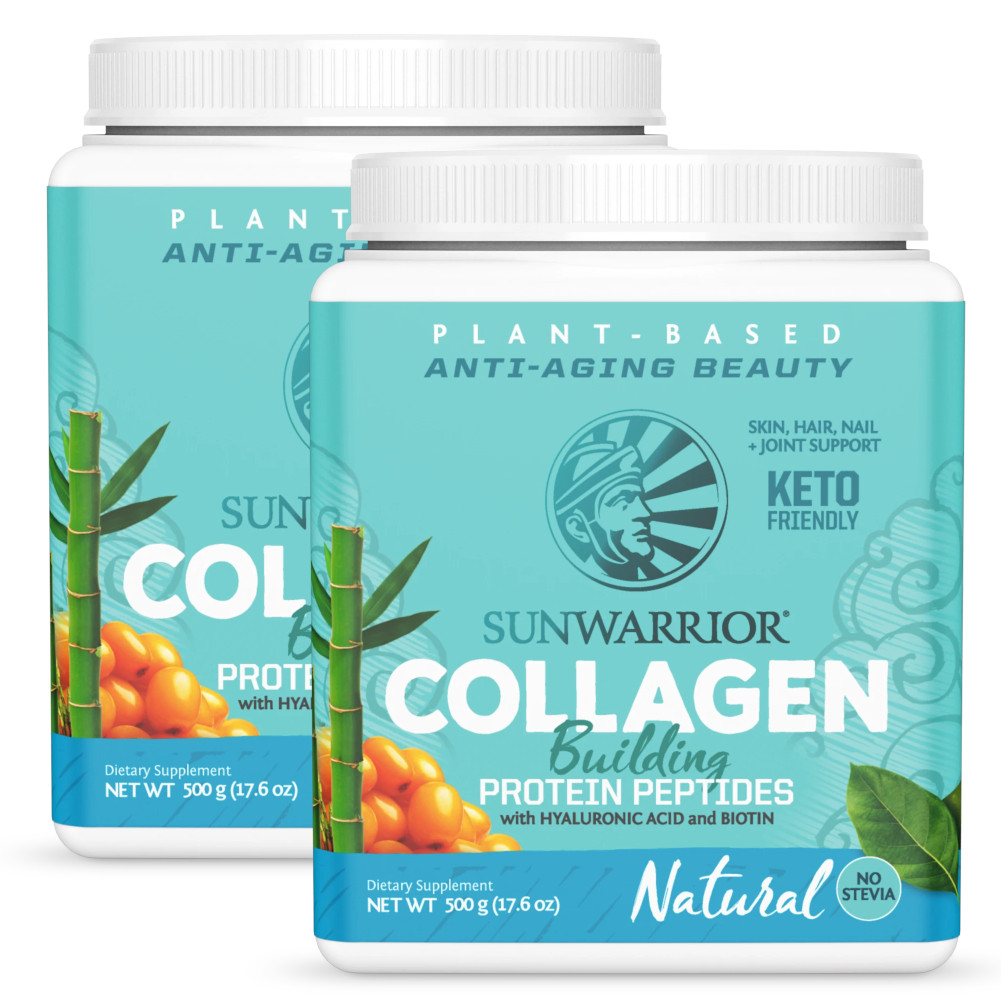 PLANT
ANTI-AGI
SUN
COL
B
PROTE
with HYA
Dietary Supplement
NET WT 500 g (17.6 oz)
PLANT-BASED
ANTI-AGING BEAUTY
SKIN, HAIR, NAIL
+ JOINT SUPPORT
KETO
FRIENDLY
SUNWARRIOR®
COLLAGEN
Building
PROTEIN PEPTIDES
with HYALURONIC ACID and BIOTIN
Natural
NO
STEVIA
Dietary Supplement
NET WT 500 g (17.6 oz)